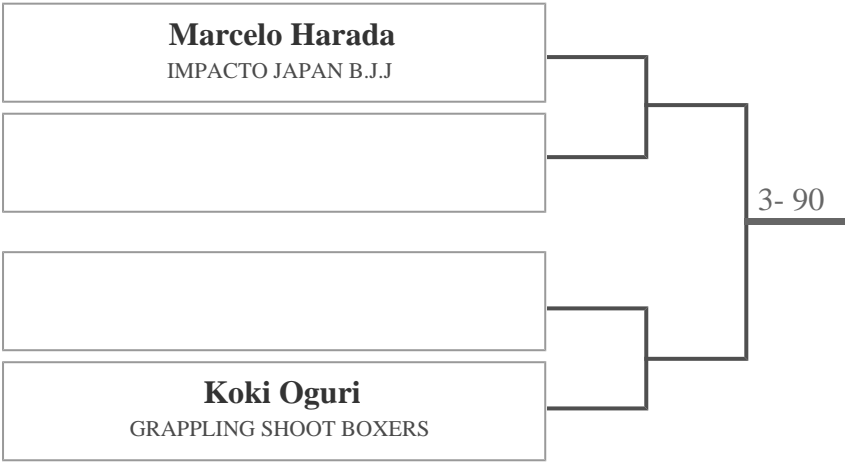 Marcelo Harada
IMPACTO JAPAN B.J.J
3- 90
Koki Oguri
GRAPPLING SHOOT BOXERS